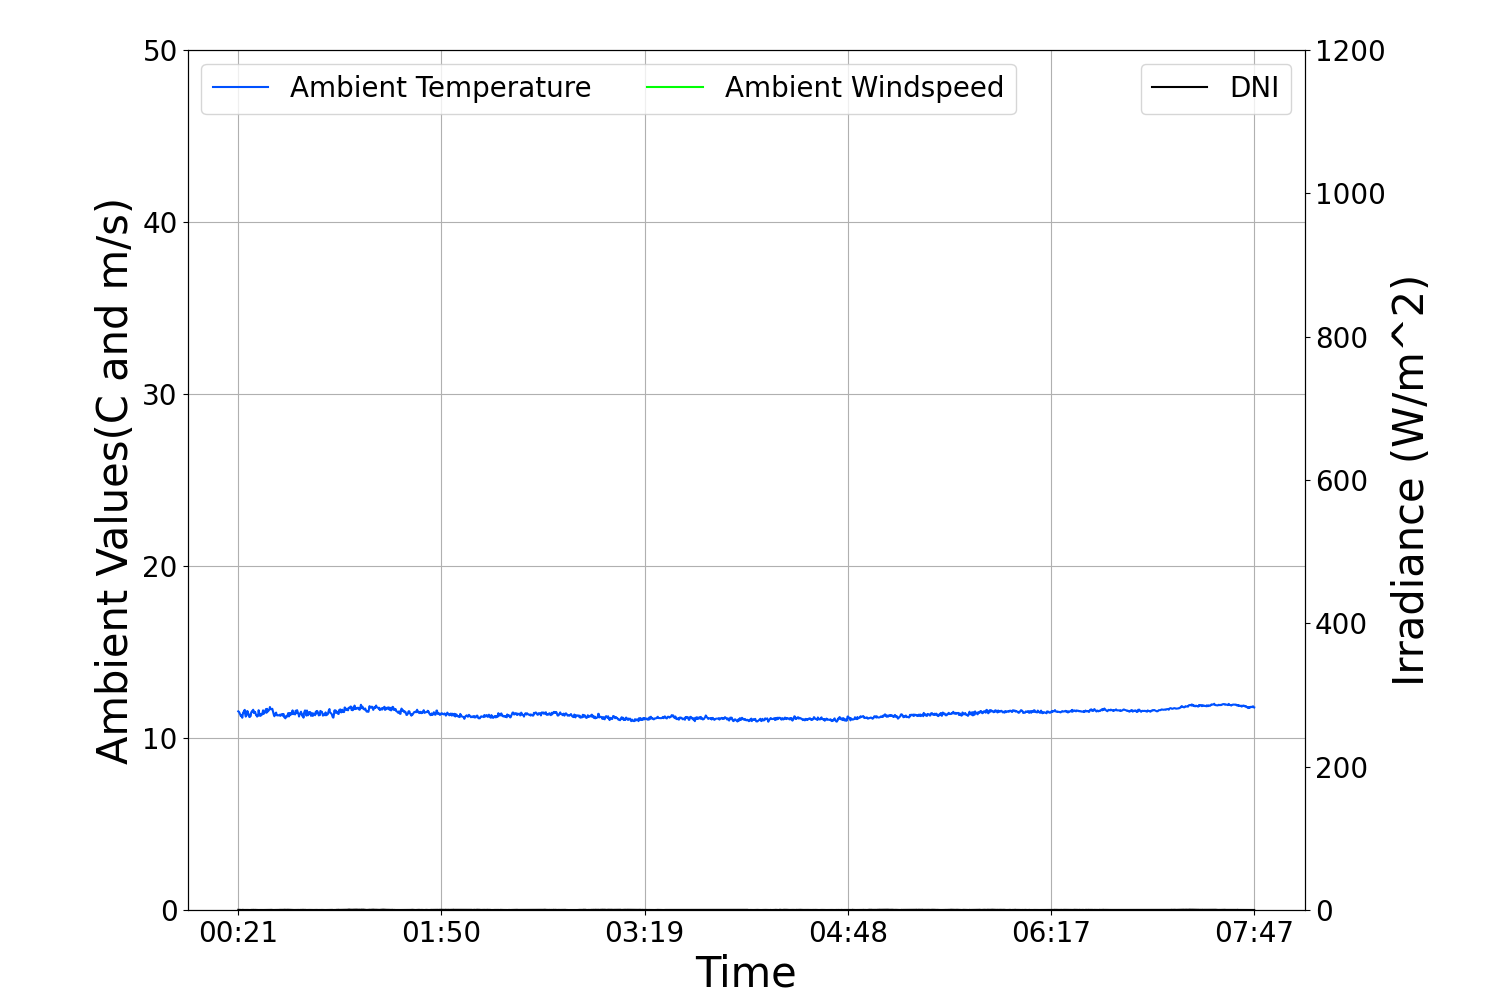 Ambient Temperature Ambient Windspeed DNI
Ambient Values(C and m/s)
50
40
30
20
10
0
1200
1000
800
600
400
200
0
Irradiance (W/m^2)
00:21 01:50 03:19 04:48 06:17 07:47
Time